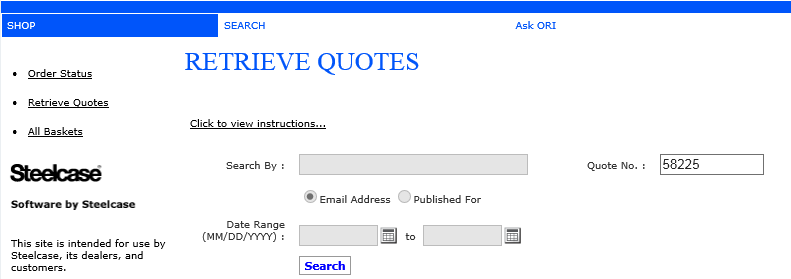 SHOP SEARCH Ask ORI
RETRIEVE QUOTES
• Order Status
• Retrieve Quotes
• All Baskets
Click to view instructions...
Search By : Quote No. : 58225
Email Address Published For
Date Range
(MM/DD/YYYY) : to
Search
Steelcase
Software by Steelcase
This site is intended for use by
Steelcase, its dealers, and
customers.